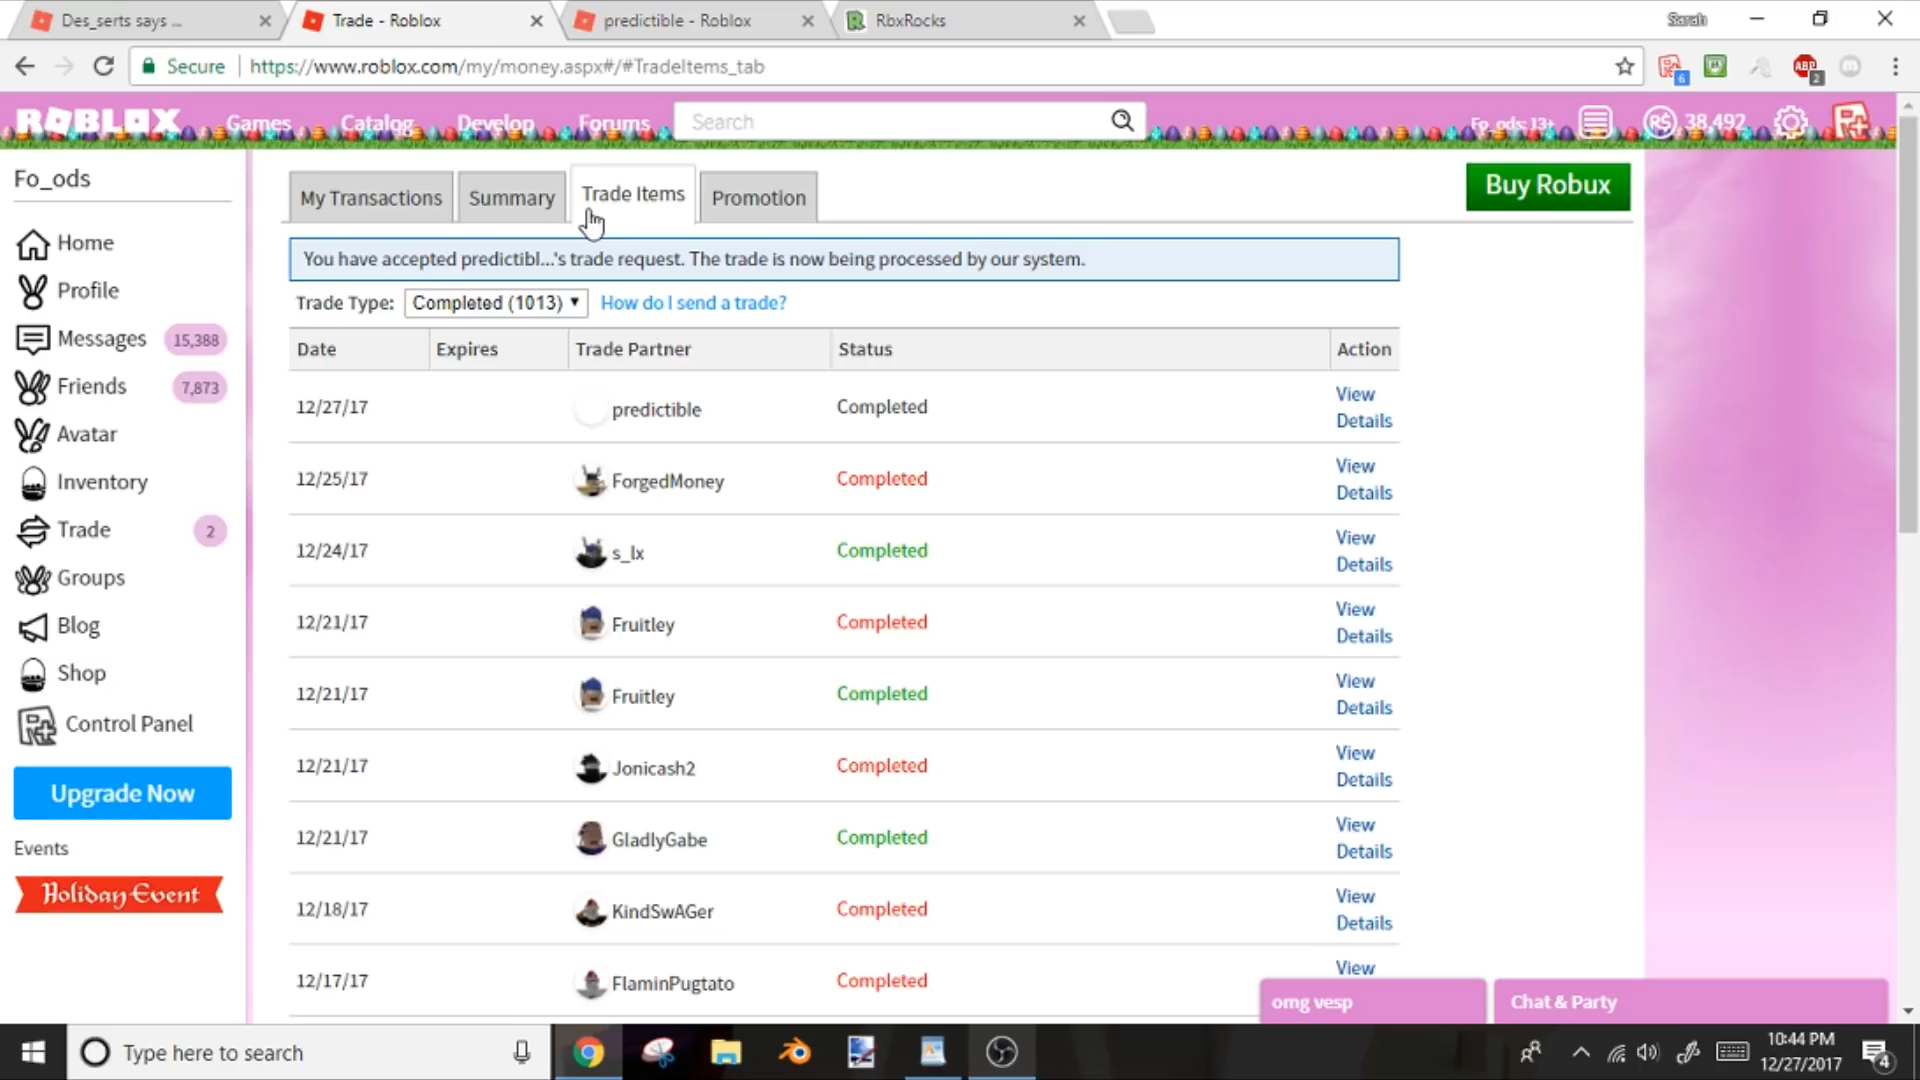 Des_serts says ...
Trade - Roblox
predictible - Roblox
RbxRocks
Sarah
Secure
https://www.roblox.com/my/money.aspx#/#TradeItems_tab
6
ABP
2
ROBLOX
Games
Catalog
Develop
Forums
Search
Fo_ods: 13+
R$
38,492
Fo_ods
Home
Profile
Messages
15,388
Friends
7,873
Avatar
Inventory
Trade
2
Groups
Blog
Shop
Control Panel
Upgrade Now
Events
Holiday Event
My Transactions
Summary
Trade Items
Promotion
Buy Robux
You have accepted predictibl...'s trade request. The trade is now being processed by our system.
Trade Type: Completed (1013) How do I send a trade?
Date Expires Trade Partner Status Action
12/27/17 predictible Completed View Details
12/25/17 ForgedMoney Completed View Details
12/24/17 s_lx Completed View Details
12/21/17 Fruitley Completed View Details
12/21/17 Fruitley Completed View Details
12/21/17 Jonicash2 Completed View Details
12/21/17 GladlyGabe Completed View Details
12/18/17 KindSwAGer Completed View Details
12/17/17 FlaminPugtato Completed View
omg vesp
Chat & Party
Type here to search
10:44 PM
12/27/2017
4